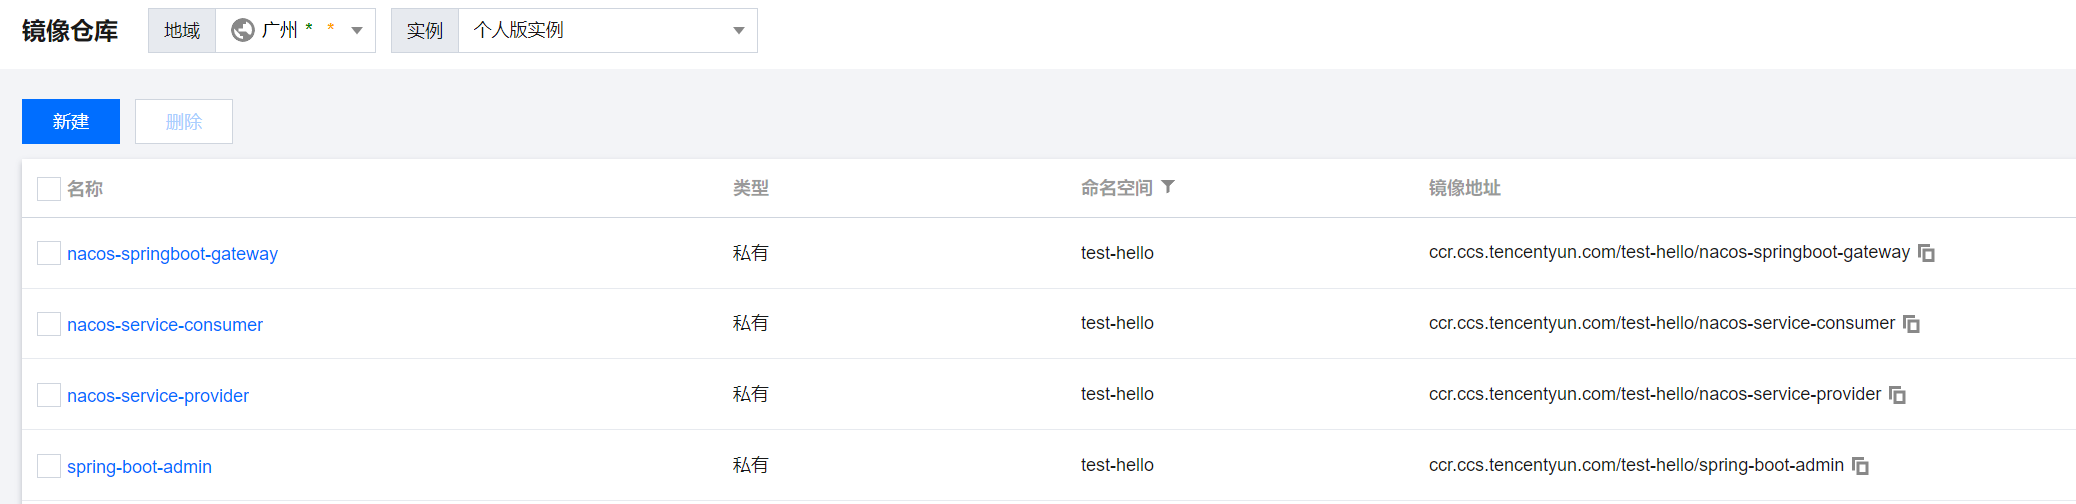 镜像仓库 地域 广州 * * 实例 个人版实例
新建 删除
名称 类型 命名空间 镜像地址
nacos-springboot-gateway 私有 test-hello ccr.ccs.tencentyun.com/test-hello/nacos-springboot-gateway
nacos-service-consumer 私有 test-hello ccr.ccs.tencentyun.com/test-hello/nacos-service-consumer
nacos-service-provider 私有 test-hello ccr.ccs.tencentyun.com/test-hello/nacos-service-provider
spring-boot-admin 私有 test-hello ccr.ccs.tencentyun.com/test-hello/spring-boot-admin